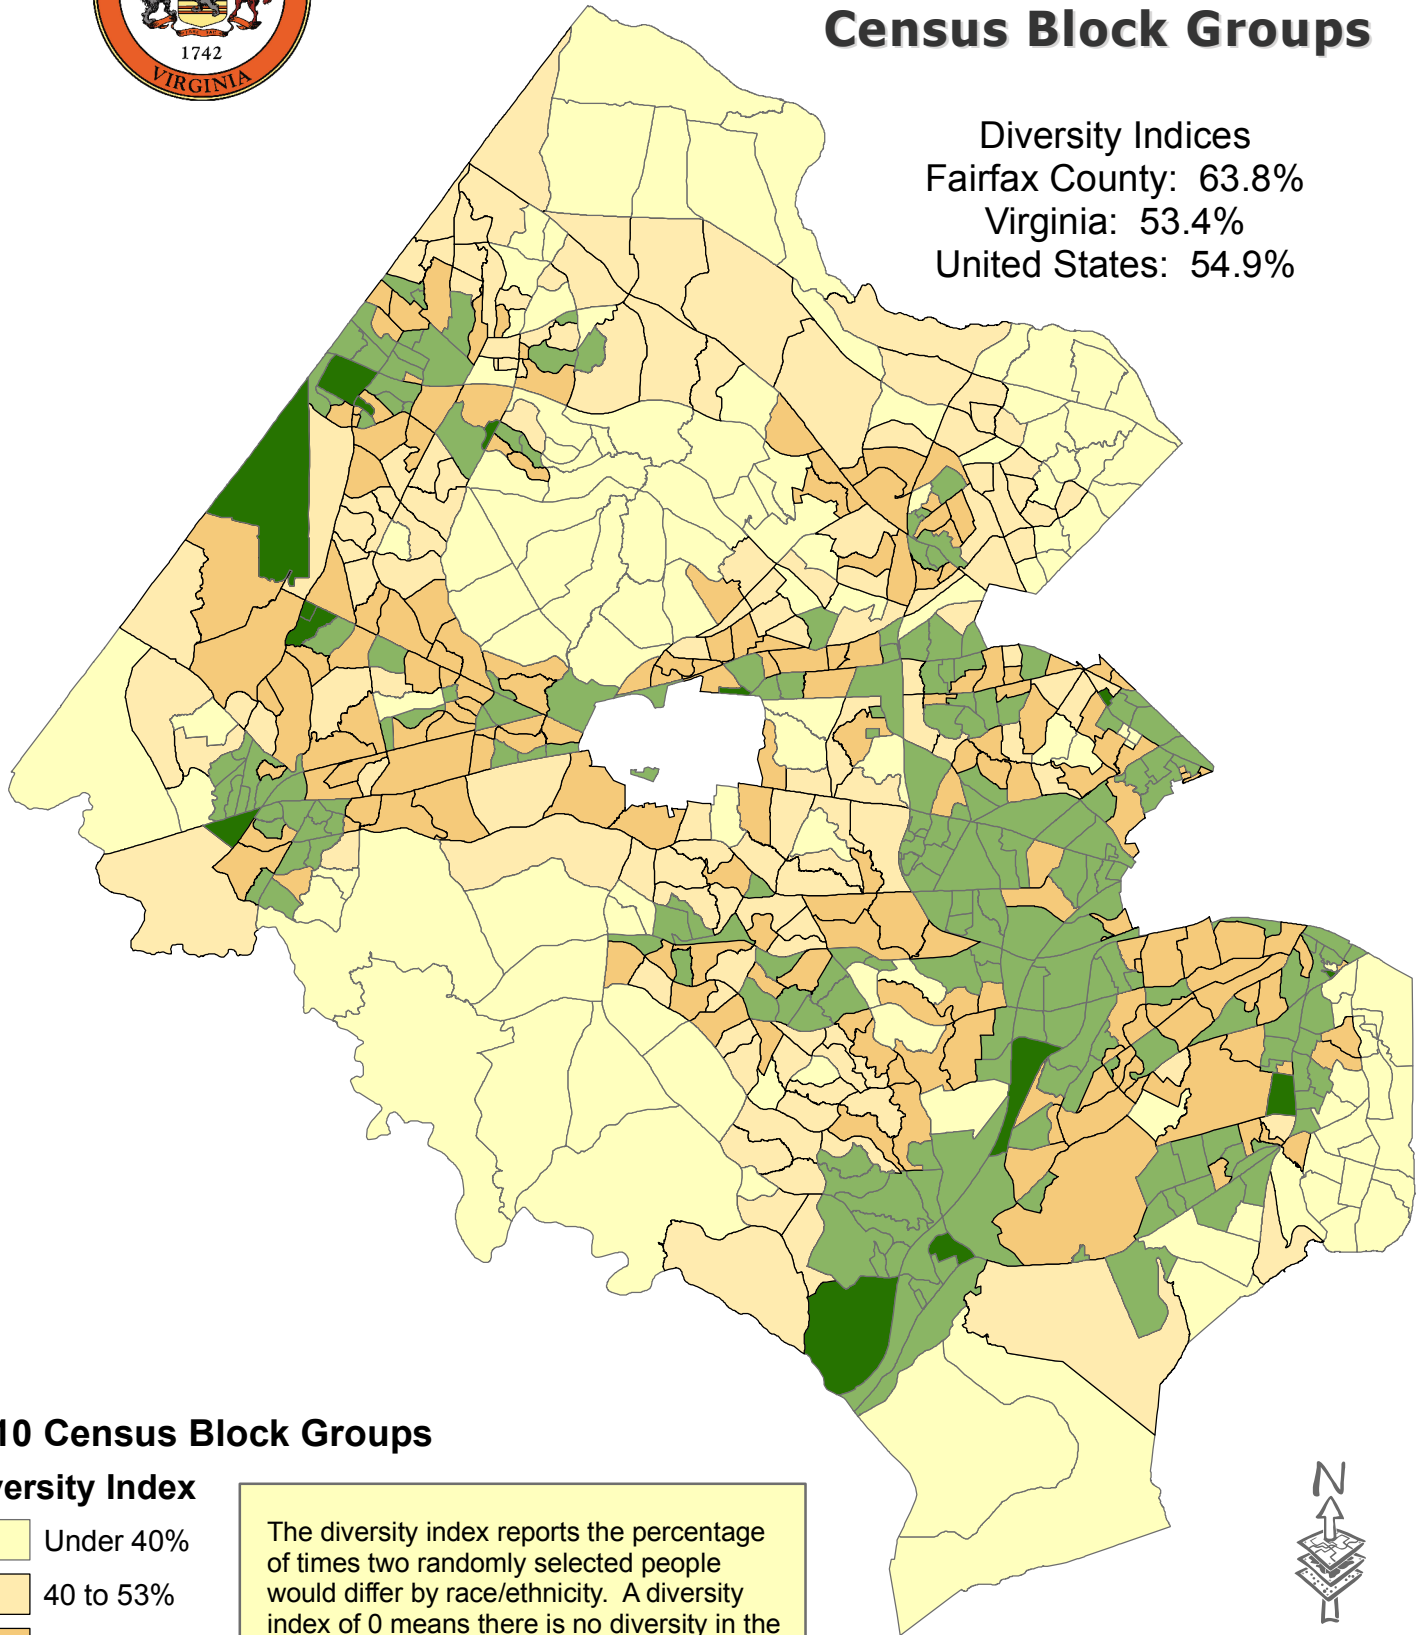 1742
VIRGINIA
Census Block Groups
Diversity Indices
Fairfax County: 63.8%
Virginia: 53.4%
United States: 54.9%
10 Census Block Groups
ersity Index
Under 40%
40 to 53%
The diversity index reports the percentage
of times two randomly selected people
would differ by race/ethnicity. A diversity
index of 0 means there is no diversity in the
N